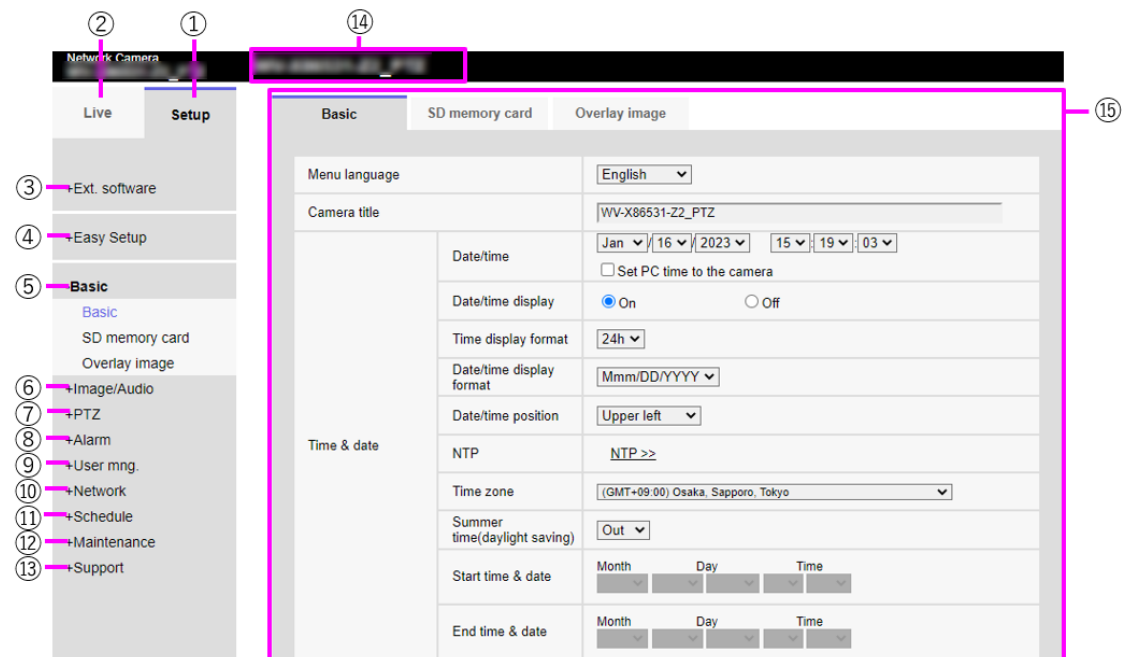 ② ① ⑭
Network Camera
Live Setup
Basic SD memory card Overlay image
⑮
Menu language English
③ +Ext. software
Camera title WV-X86531-Z2_PTZ
④ +Easy Setup
Time & date
Date/time Jan / 16 / 2023 15 : 19 : 03
Set PC time to the camera
⑤ -Basic
Basic
SD memory card
Overlay image
⑥ +Image/Audio
⑦ +PTZ
⑧ +Alarm
⑨ +User mng.
⑩ +Network
⑪ +Schedule
⑫ +Maintenance
⑬ +Support
Date/time display On Off
Time display format 24h
Date/time display
format Mmm/DD/YYYY
Date/time position Upper left
NTP NTP >>
Time zone (GMT+09:00) Osaka, Sapporo, Tokyo
Summer
time(daylight saving) Out
Start time & date Month Day Time
End time & date Month Day Time